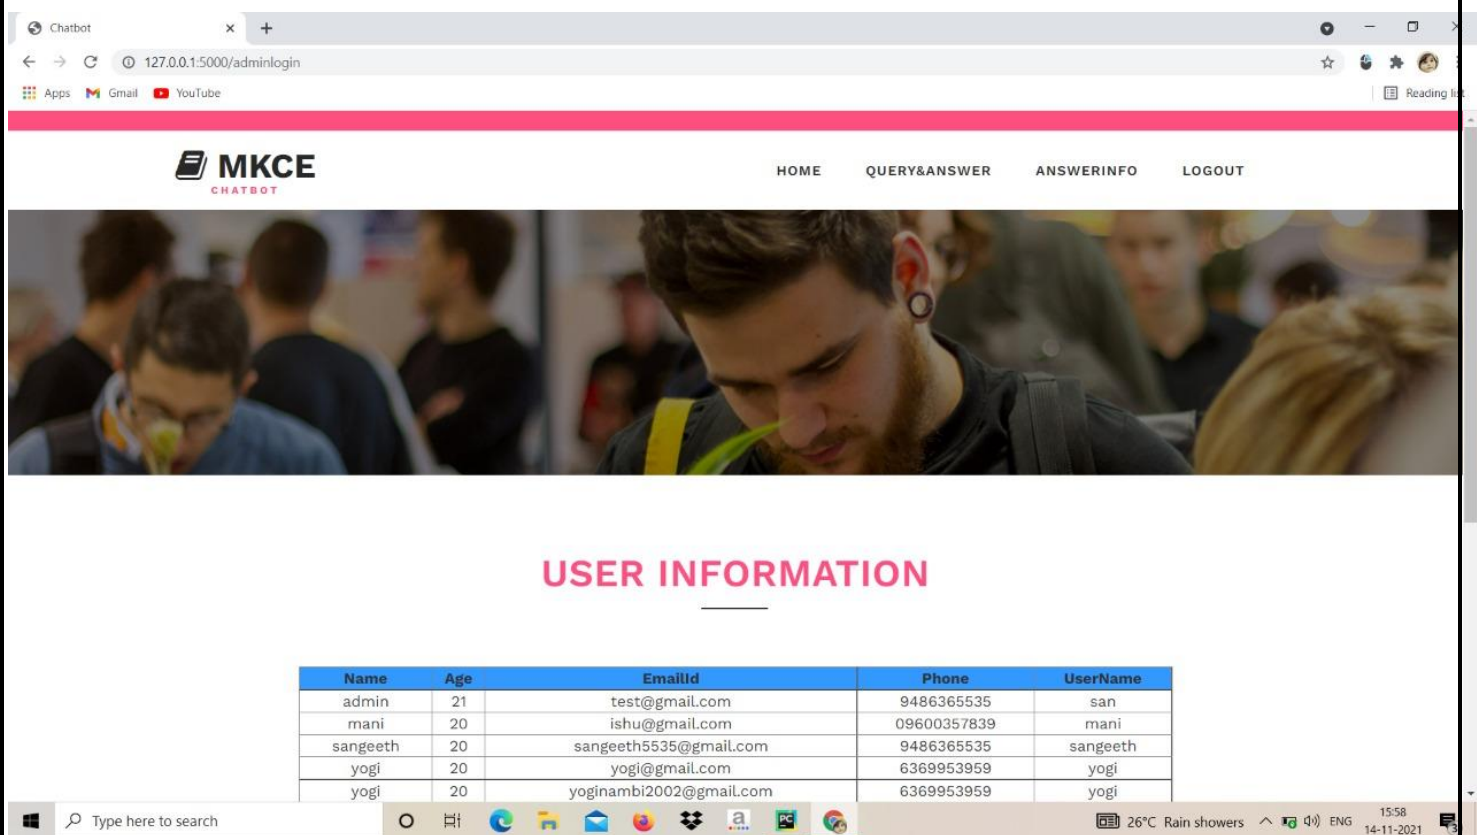 Chatbot
127.0.0.1:5000/adminlogin
Apps Gmail YouTube Reading list
MKCE
CHATBOT
HOME QUERY&ANSWER ANSWERINFO LOGOUT
USER INFORMATION
Name Age EmailId Phone UserName
admin 21 test@gmail.com 9486365535 san
mani 20 ishu@gmail.com 09600357839 mani
sangeeth 20 sangeeth5535@gmail.com 9486365535 sangeeth
yogi 20 yogi@gmail.com 6369953959 yogi
yogi 20 yoginambi2002@gmail.com 6369953959 yogi
Type here to search a PC 26°C Rain showers ENG 15:58
14-11-2021 3